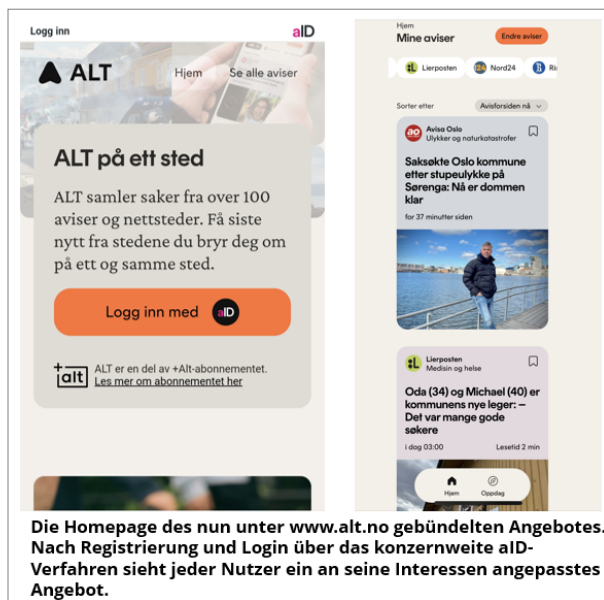 Logg inn
aID
ALT
Hjem
Se alle aviser
ALT på ett sted
ALT samler saker fra over 100
aviser og nettsteder. Få siste
nytt fra stedene du bryr deg om
på ett og samme sted.
Logg inn med aID
+alt
ALT er en del av +Alt-abonnementet.
Les mer om abonnementet her
Hjem
Mine aviser
Endre aviser
Lierposten
Nord24
Sorter etter
Avisforsiden nå
ao
Avisa Oslo
Ulykker og naturkatastrofer
Saksøkte Oslo kommune
etter stupeulykke på
Sørenga: Nå er dommen
klar
for 37 minutter siden
Lierposten
Medisin og helse
Oda (34) og Michael (40) er
kommunens nye leger: –
Det var mange gode
søkere
i dag 03:00
Lesetid 2 min
Hjem
Oppdag
Die Homepage des nun unter www.alt.no gebündelten Angebotes.
Nach Registrierung und Login über das konzernweite aID-
Verfahren sieht jeder Nutzer ein an seine Interessen angepasstes
Angebot.